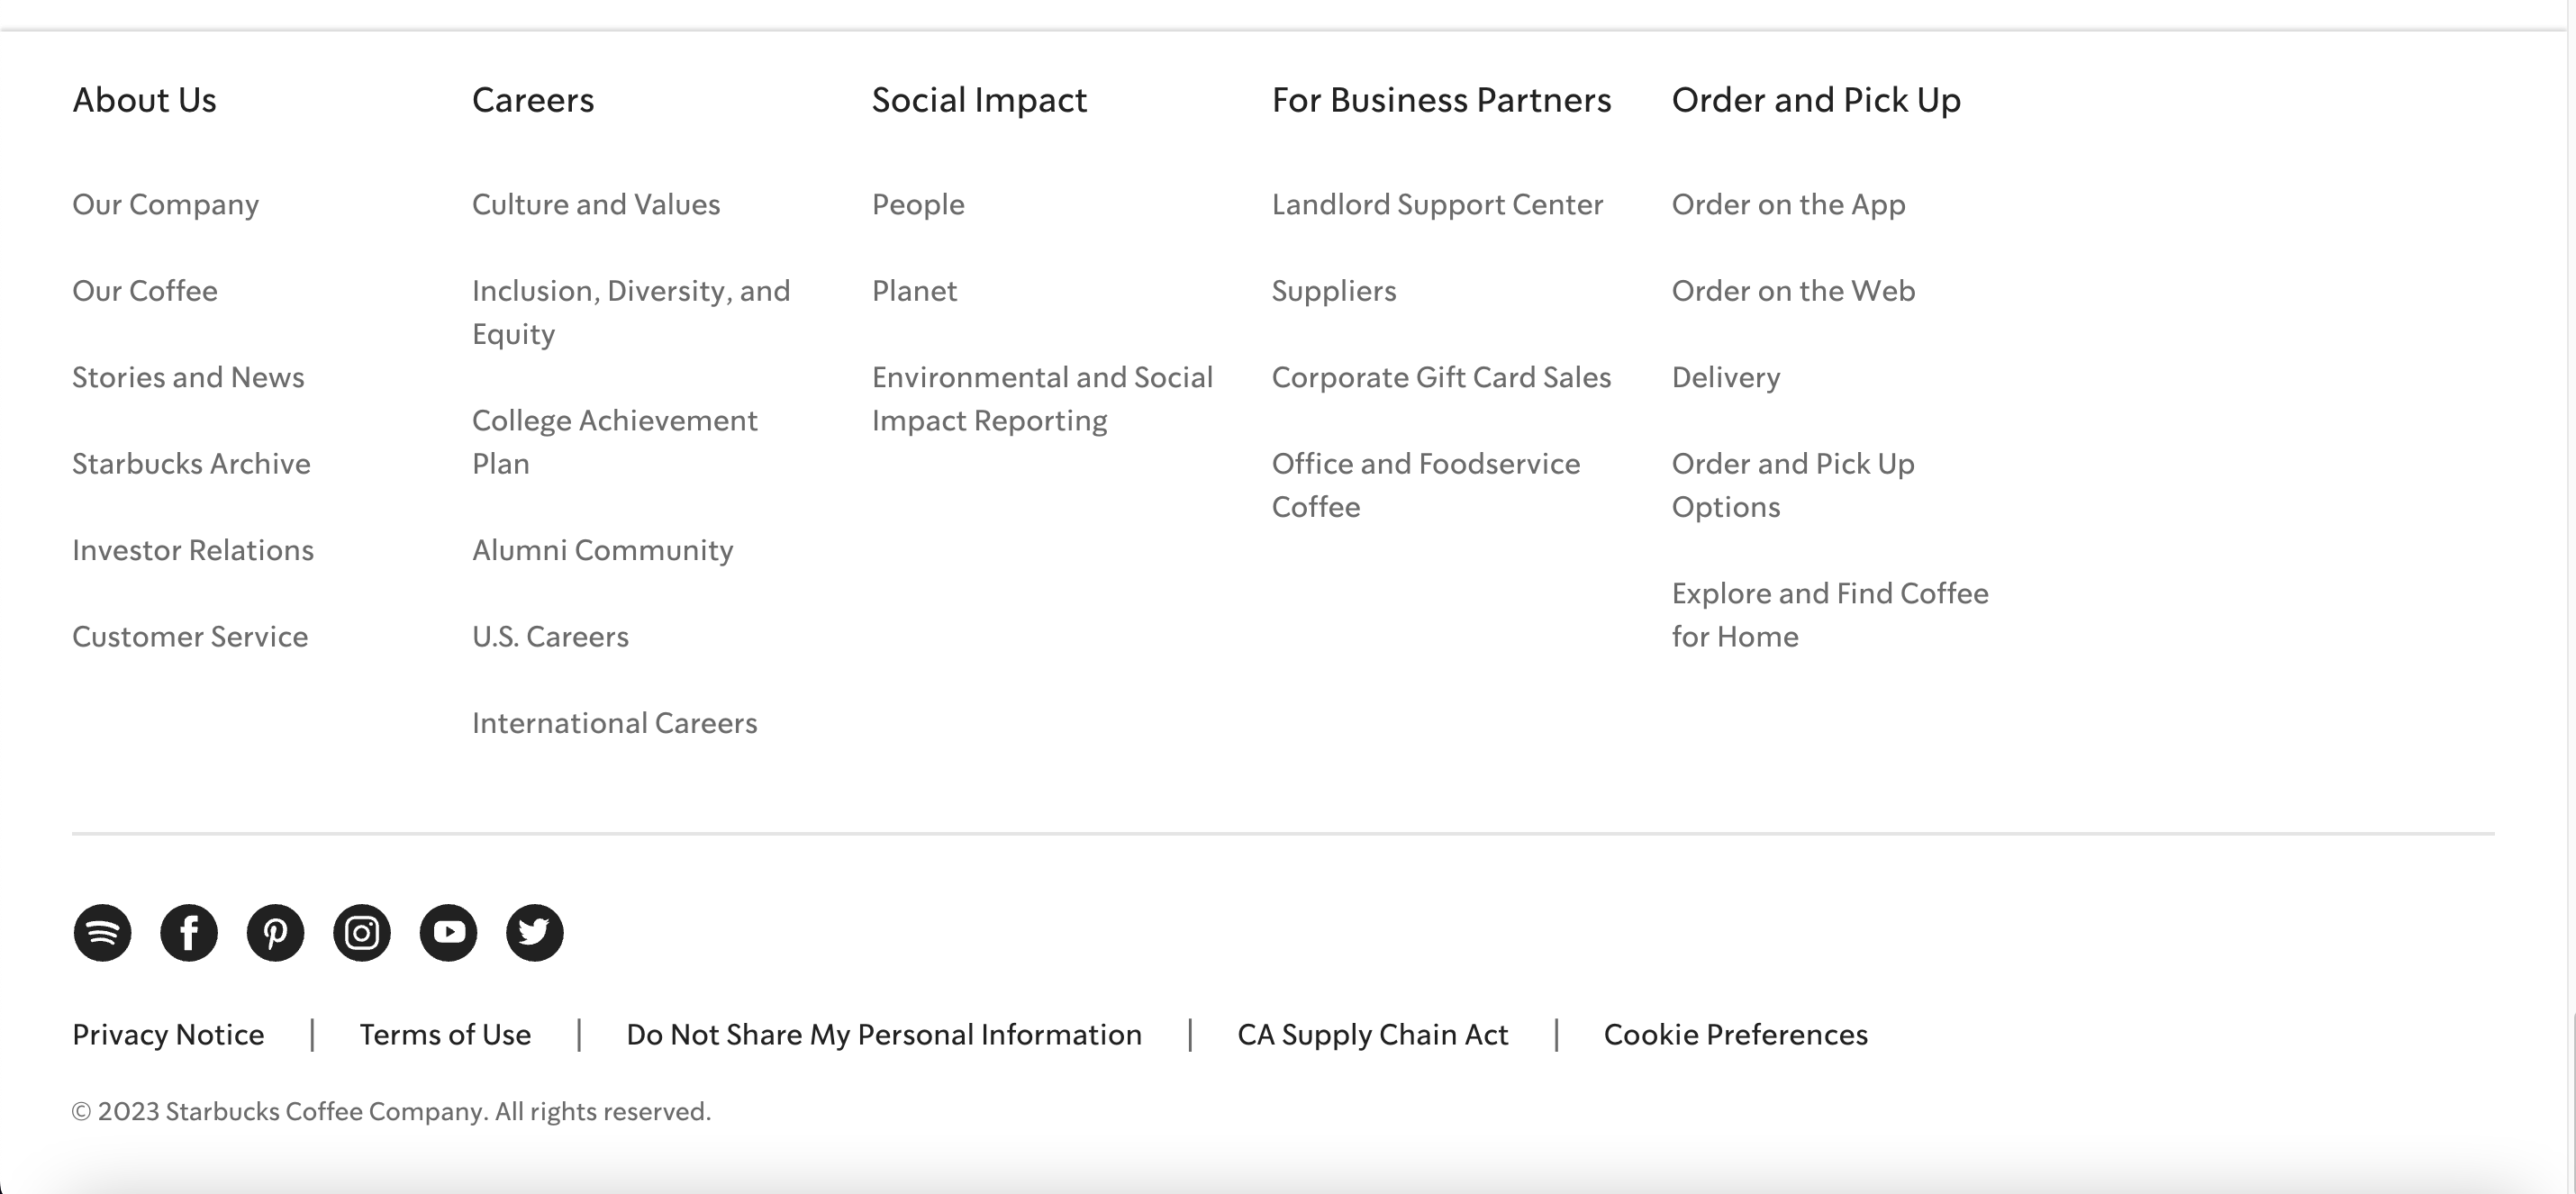 About Us
Our Company
Our Coffee
Stories and News
Starbucks Archive
Investor Relations
Customer Service
Careers
Culture and Values
Inclusion, Diversity, and
Equity
College Achievement
Plan
Alumni Community
U.S. Careers
International Careers
Social Impact
People
Planet
Environmental and Social
Impact Reporting
For Business Partners
Landlord Support Center
Suppliers
Corporate Gift Card Sales
Office and Foodservice
Coffee
Order and Pick Up
Order on the App
Order on the Web
Delivery
Order and Pick Up
Options
Explore and Find Coffee
for Home
Privacy Notice | Terms of Use | Do Not Share My Personal Information | CA Supply Chain Act | Cookie Preferences
© 2023 Starbucks Coffee Company. All rights reserved.